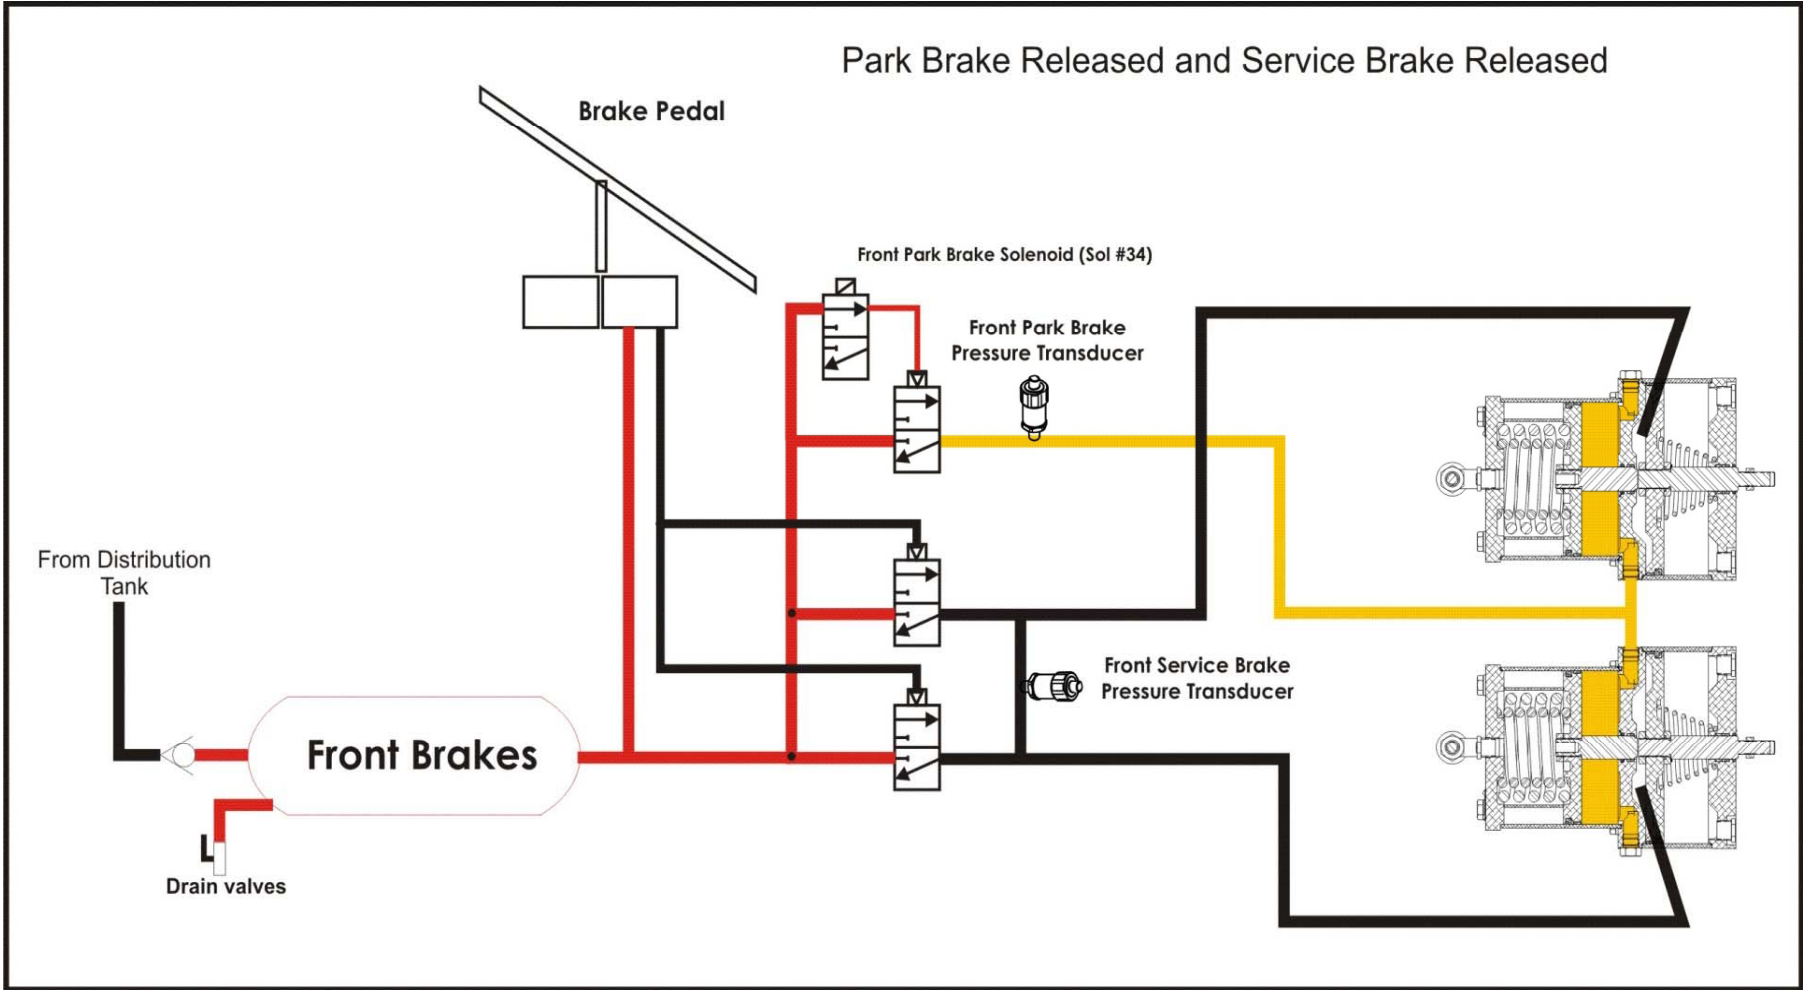 Park Brake Released and Service Brake Released
Brake Pedal
Front Park Brake Solenoid (Sol #34)
Front Park Brake
Pressure Transducer
From Distribution
Tank
Front Service Brake
Pressure Transducer
Front Brakes
Drain valves